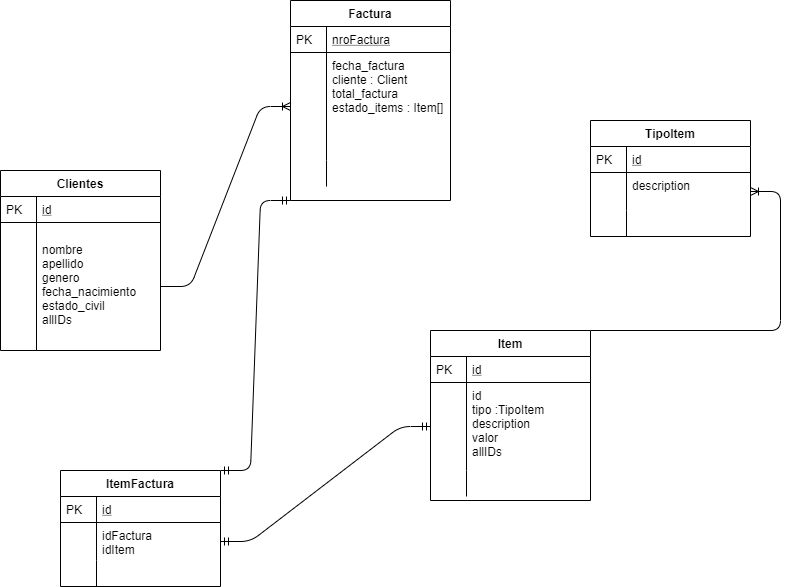 Factura
PK nroFactura
fecha_factura
cliente : Client
total_factura
estado_items : Item[]
TipoItem
PK id
description
Clientes
PK id
nombre
apellido
genero
fecha_nacimiento
estado_civil
allIDs
Item
PK id
id
tipo :TipoItem
description
valor
allIDs
ItemFactura
PK id
idFactura
idItem